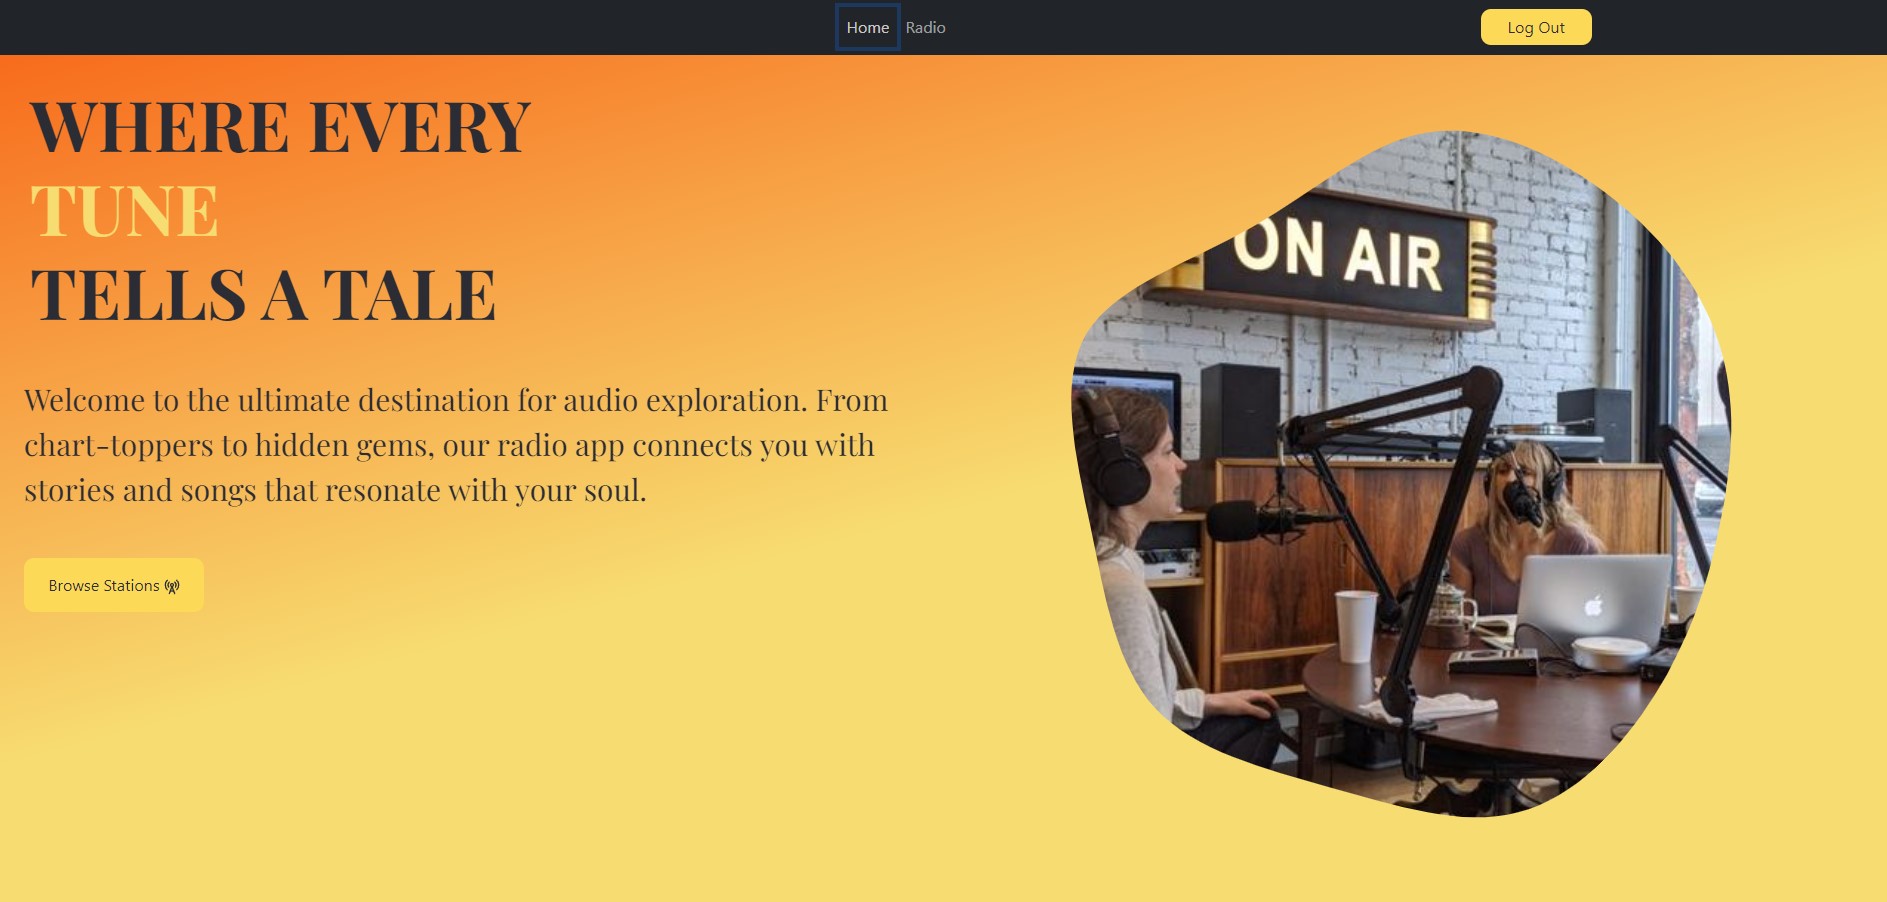 Home Radio Log Out
WHERE EVERY
TUNE
TELLS A TALE
ON AIR
Welcome to the ultimate destination for audio exploration. From
chart-toppers to hidden gems, our radio app connects you with
stories and songs that resonate with your soul.
Browse Stations